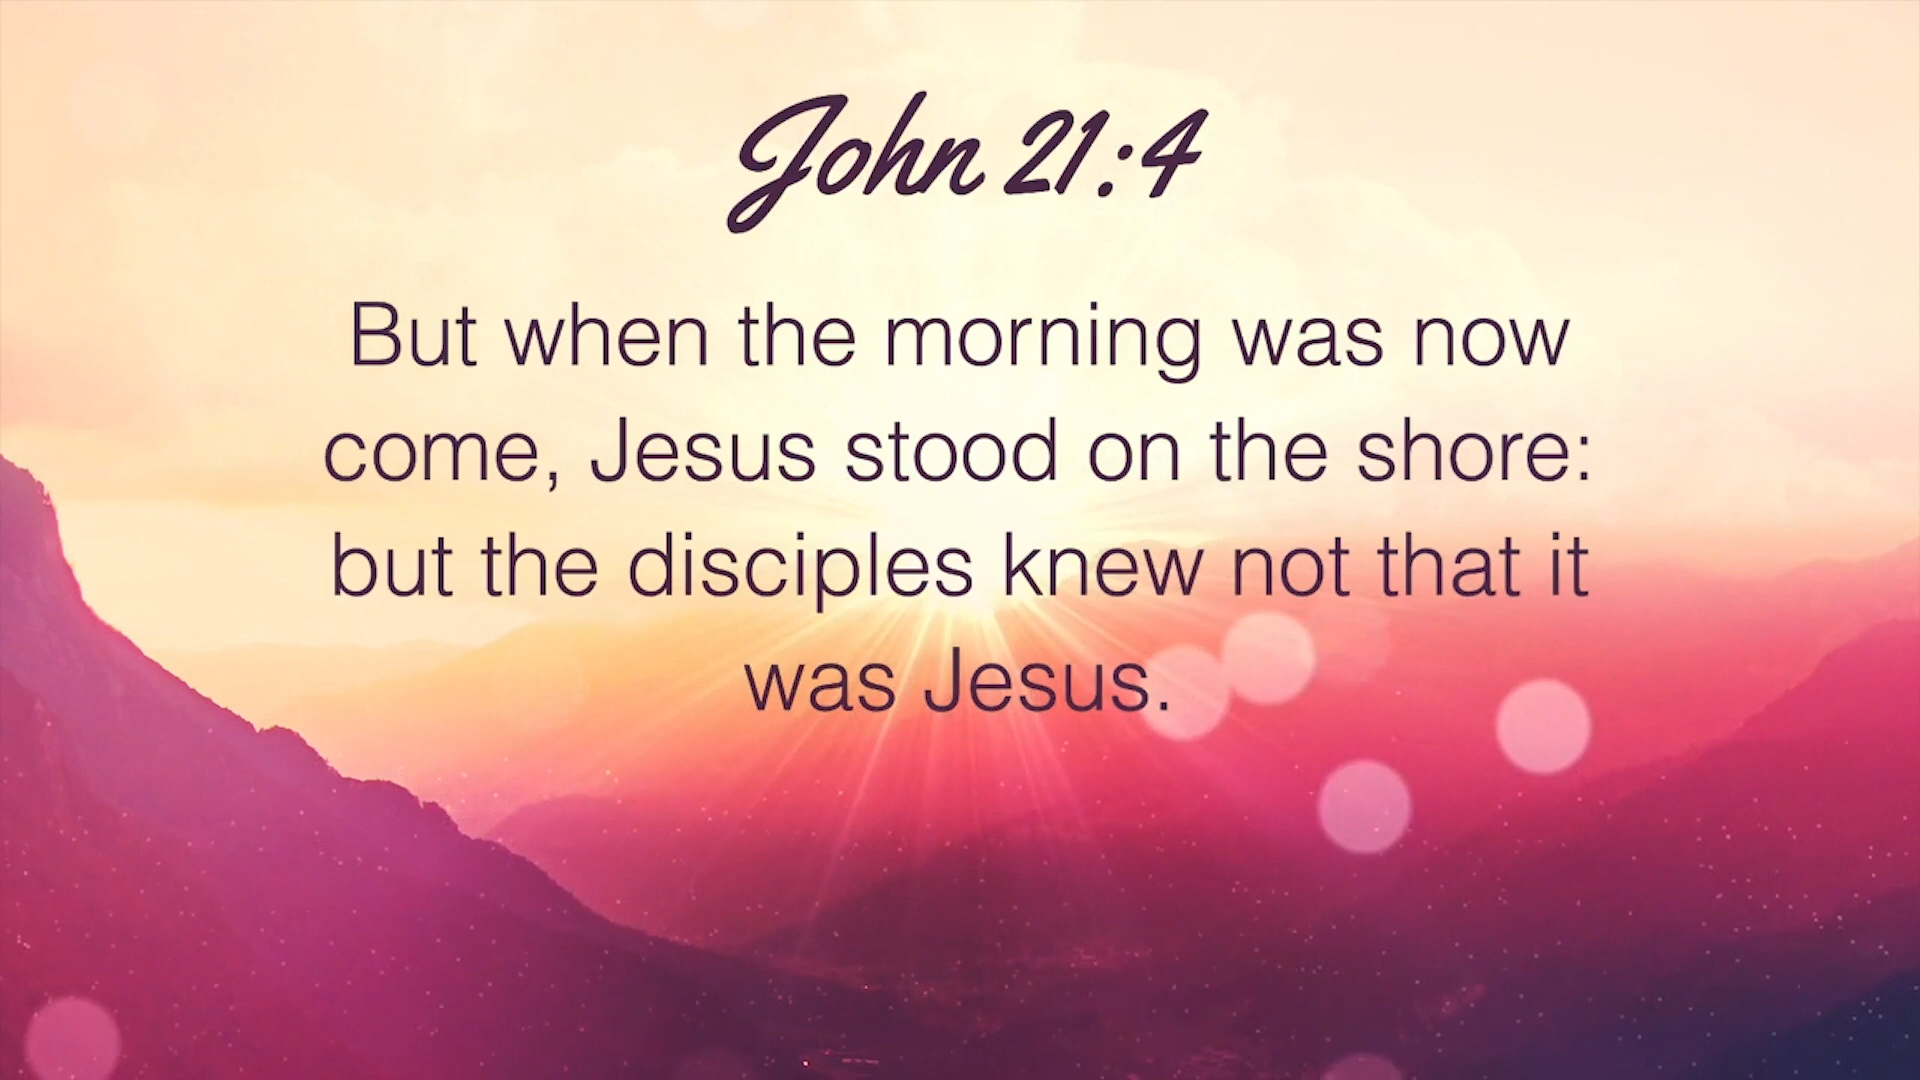 John 21:4
But when the morning was now
come, Jesus stood on the shore:
but the disciples knew not that it
was Jesus.